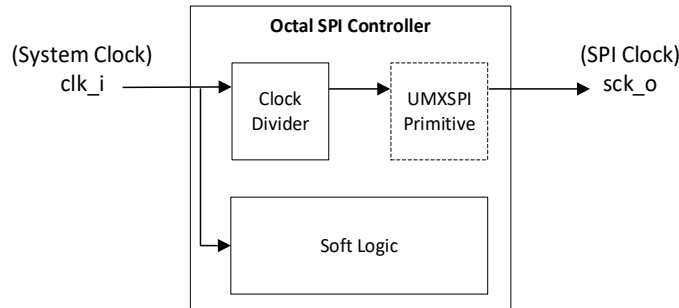 Octal SPI Controller
(System Clock)
clk_i
Clock
Divider
UMXSPI
Primitive
(SPI Clock)
sck_o
Soft Logic